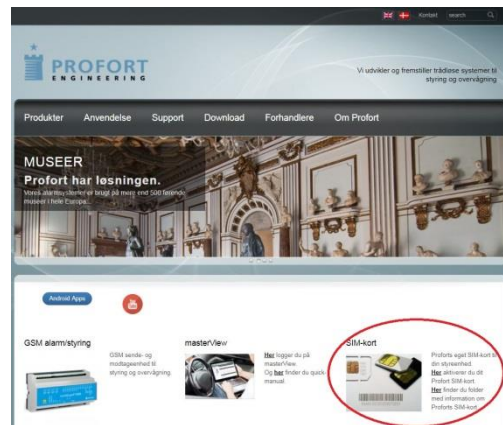 Kontakt search
PROFORT
ENGINEERING
Vi udvikler og fremstiller trådløse systemer til
styring og overvågning
Produkter Anvendelse Support Download Forhandlere Om Profort
MUSEER
Profort har løsningen.
Vores alarmsystemer er brugt på mere end 500 førende
museer i hele Europa...
Android Apps
GSM alarm/styring
GSM sende- og
modtageenhed til
styring og overvågning.
masterView
Her logger du på
masterView.
Og her finder du quick-
manual
SIM-kort
Proforts eget SIM-kort til
din styreenhed.
Her aktiverer du dit
Profort SIM-kort.
Her finder du folder
med information om
Proforts SIM-kort